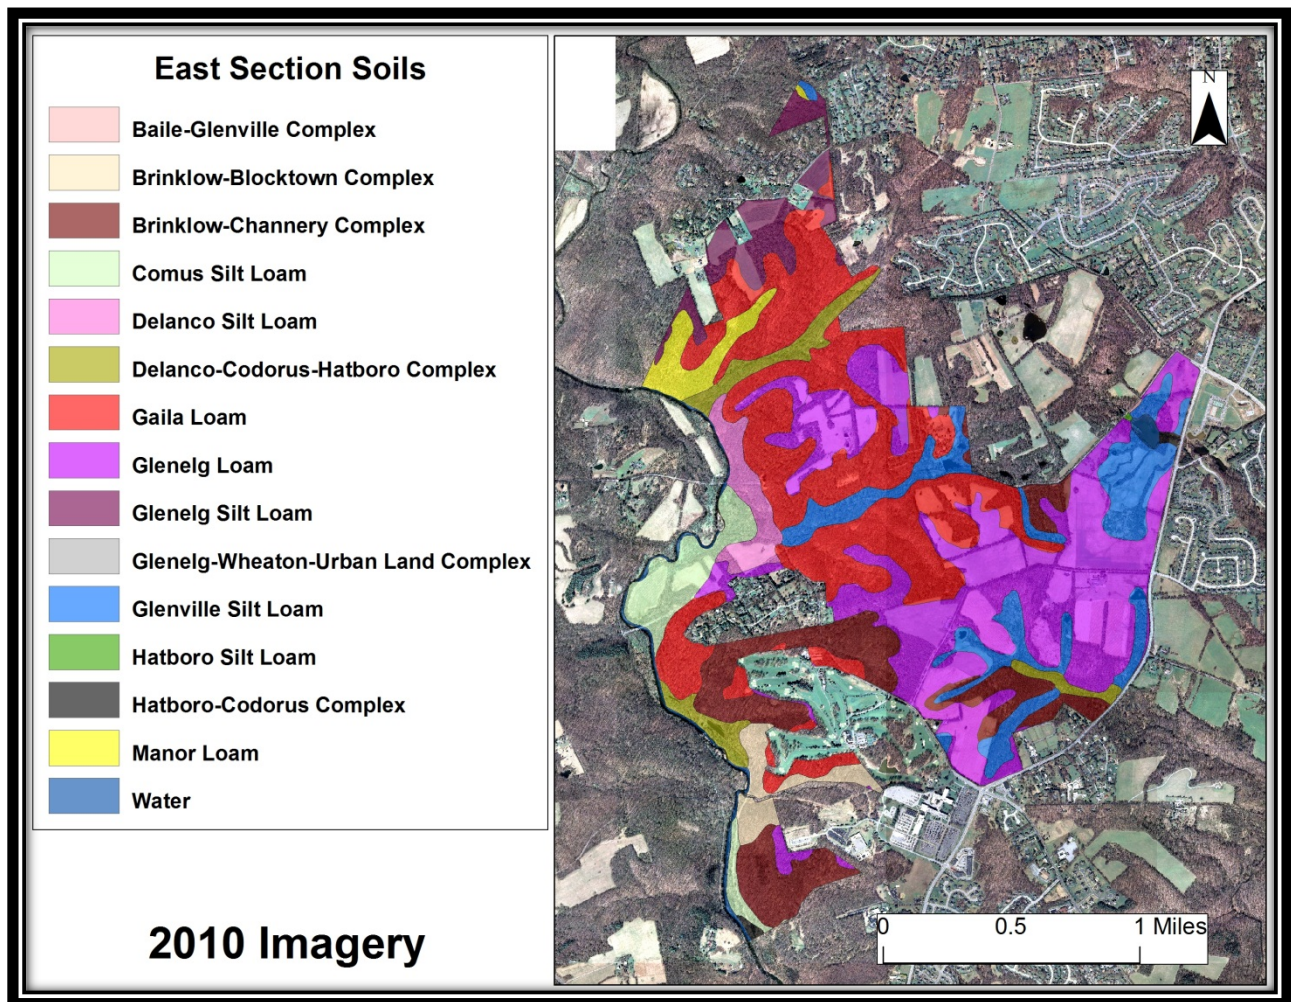 East Section Soils
Baile-Glenville Complex
Brinklow-Blocktown Complex
Brinklow-Channery Complex
Comus Silt Loam
Delanco Silt Loam
Delanco-Codorus-Hatboro Complex
Gaila Loam
Glenelg Loam
Glenelg Silt Loam
Glenelg-Wheaton-Urban Land Complex
Glenville Silt Loam
Hatboro Silt Loam
Hatboro-Codorus Complex
Manor Loam
Water
2010 Imagery
N
0 0.5 1 Miles